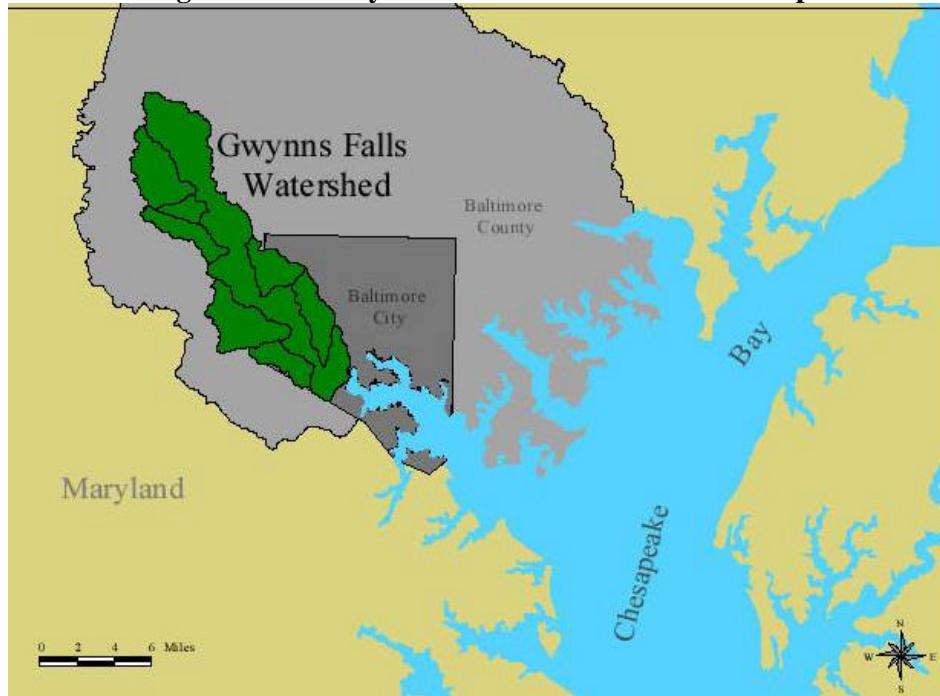 Gwynns Falls
Watershed
Baltimore
County
Baltimore
City
Bay
Maryland
Chesapeake
0 2 4 6 Miles
N
W E
S